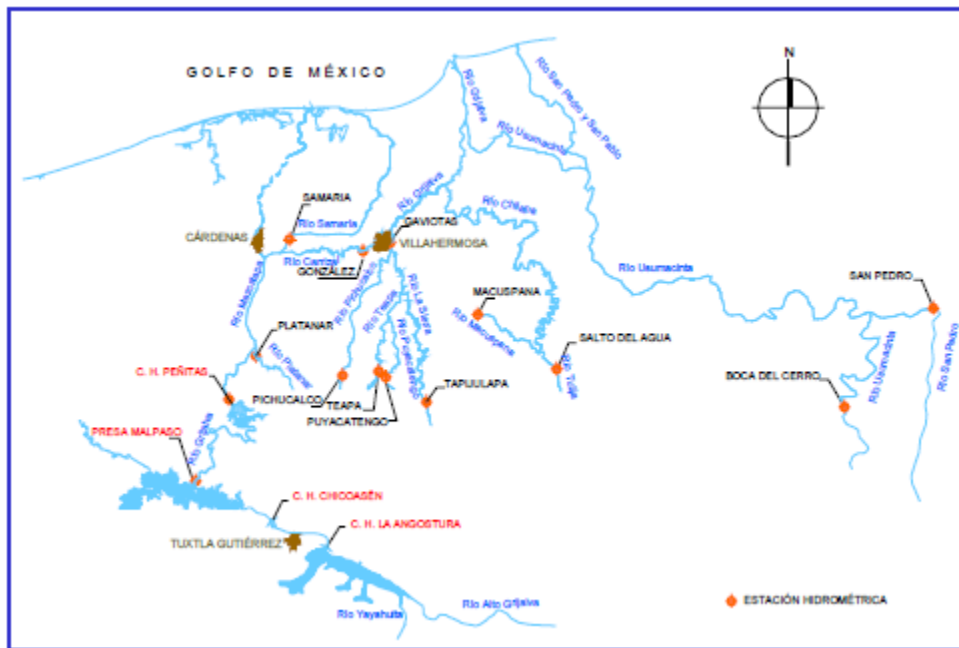 GOLFO DE MÉXICO
N
Río Grijalva
Río San Pedro y San Pablo
Río Usumacinta
SAMARIA
Río Samaria
CÁRDENAS
Río Grijalva
GAVIOTAS
VILLAHERMOSA
Río Chilapa
Río Carrizal
GONZÁLEZ
Río Mezcalapa
Río Pichucalco
Río Teapa
Río La Sierra
Río Puyacatengo
MACUSPANA
Río Macuspana
Río Usumacinta
SAN PEDRO
PLATANAR
Río Platanar
SALTO DEL AGUA
Río Tulijá
Río Usumacinta
Río San Pedro
C. H. PEÑITAS
PICHUCALCO
TEAPA
PUYACATENGO
TAPIJULAPA
BOCA DEL CERRO
PRESA MALPASO
Río Grijalva
C. H. CHICOASÉN
C. H. LA ANGOSTURA
TUXTLA GUTIÉRREZ
Río Yayahuita
Río Alto Grijalva
ESTACIÓN HIDROMÉTRICA